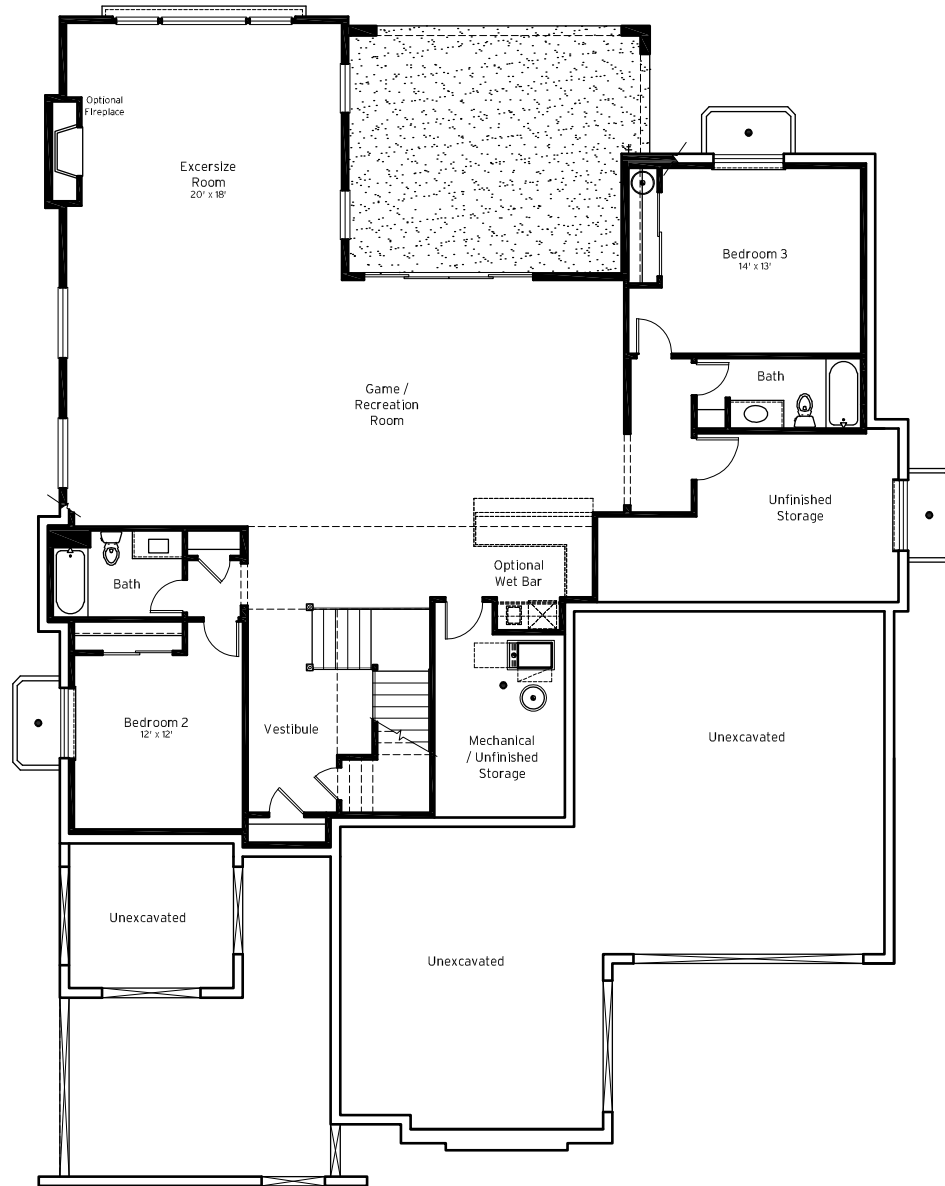 Optional
Fireplace
Excersize
Room
20' x 18'
Bedroom 3
14' x 13'
Bath
Game /
Recreation
Room
Unfinished
Storage
Optional
Wet Bar
Bath
Bedroom 2
12' x 12'
Vestibule
Mechanical
/ Unfinished
Storage
Unexcavated
Unexcavated
Unexcavated